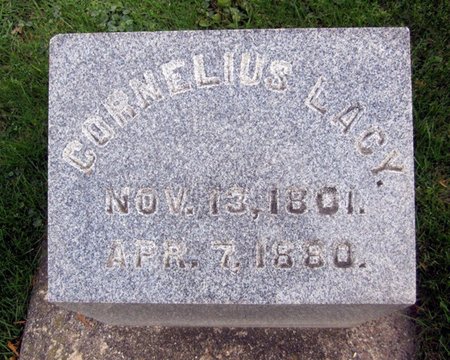 CORNELIUS LACY.
NOV. 13, 1801.
APR. 7, 1880.